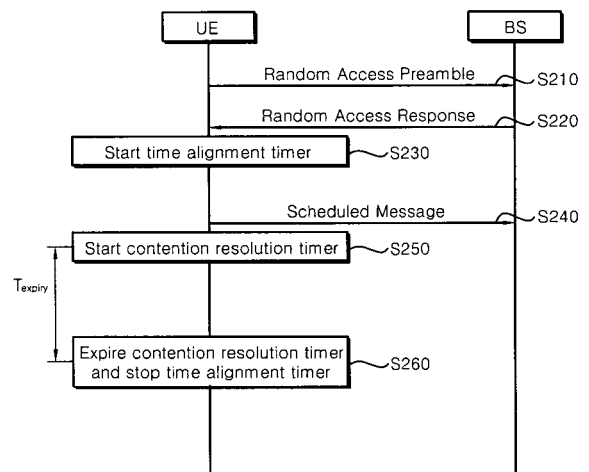 UE
BS
Random Access Preamble
S210
Random Access Response
S220
Start time alignment timer
S230
Scheduled Message
S240
Start contention resolution timer
S250
Texpiry
Expire contention resolution timer
and stop time alignment timer
S260